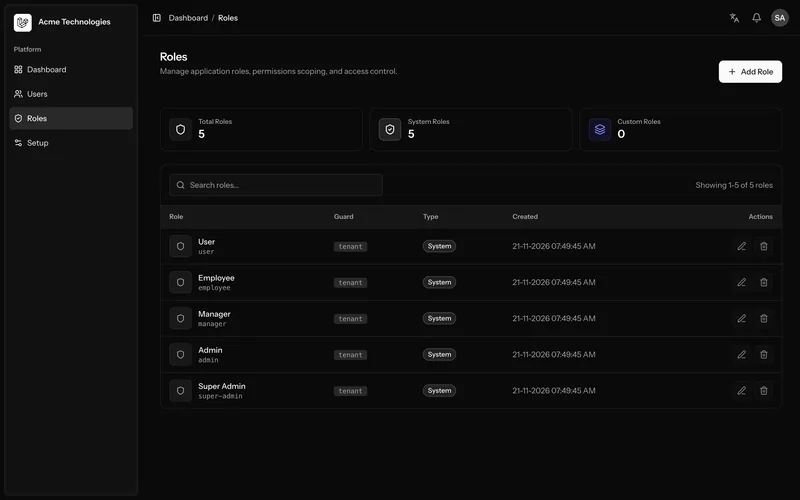 Acme Technologies
Platform
Dashboard
Users
Roles
Setup
Dashboard / Roles
SA
Roles
Manage application roles, permissions scoping, and access control.
+ Add Role
Total Roles
5
System Roles
5
Custom Roles
0
Search roles...
Showing 1-5 of 5 roles
Role Guard Type Created Actions
User
user
tenant System 21-11-2026 07:49:45 AM
Employee
employee
tenant System 21-11-2026 07:49:45 AM
Manager
manager
tenant System 21-11-2026 07:49:45 AM
Admin
admin
tenant System 21-11-2026 07:49:45 AM
Super Admin
super-admin
tenant System 21-11-2026 07:49:45 AM